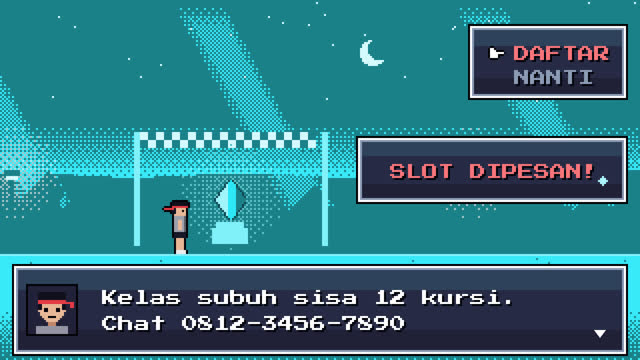 DAFTAR
NANTI
SLOT DIPESAN!
Kelas subuh sisa 12 kursi.
Chat 0812-3456-7890